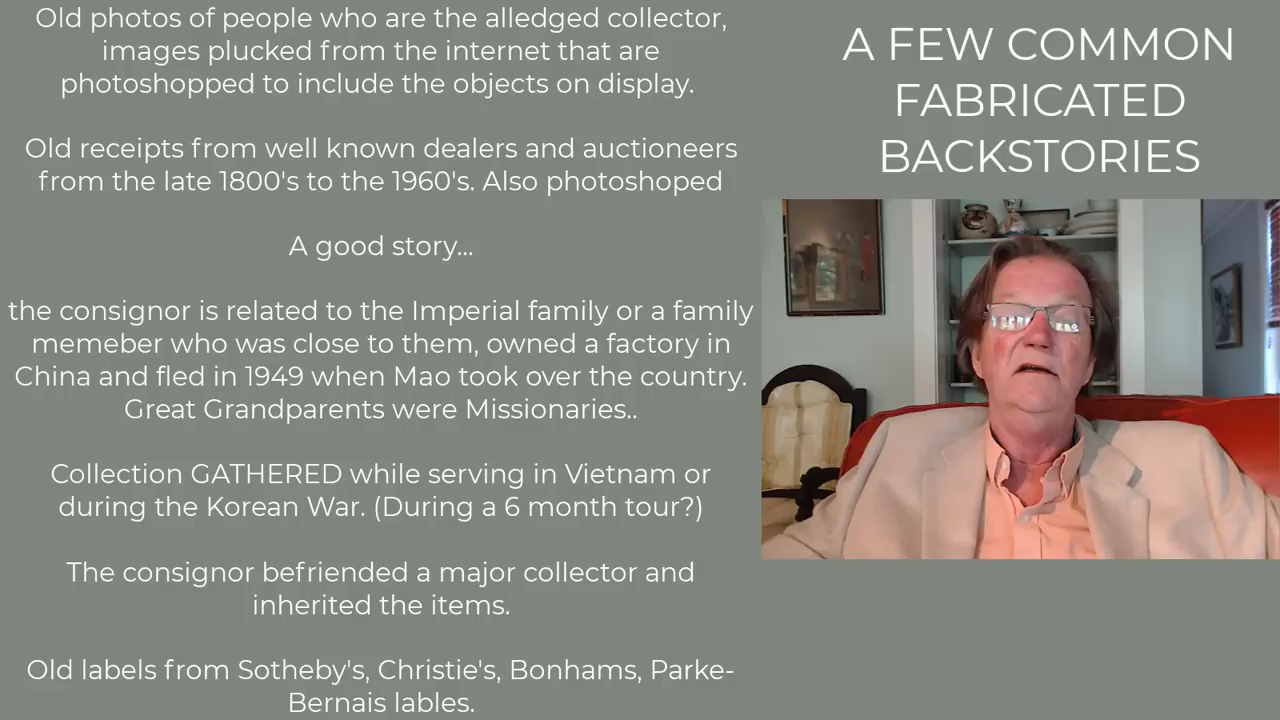 Old photos of people who are the alledged collector,
images plucked from the internet that are
photoshopped to include the objects on display.
Old receipts from well known dealers and auctioneers
from the late 1800's to the 1960's. Also photoshoped
A good story...
the consignor is related to the Imperial family or a family
memeber who was close to them, owned a factory in
China and fled in 1949 when Mao took over the country.
Great Grandparents were Missionaries..
Collection GATHERED while serving in Vietnam or
during the Korean War. (During a 6 month tour?)
The consignor befriended a major collector and
inherited the items.
Old labels from Sotheby's, Christie's, Bonhams, Parke-
Bernais lables.
A FEW COMMON
FABRICATED
BACKSTORIES